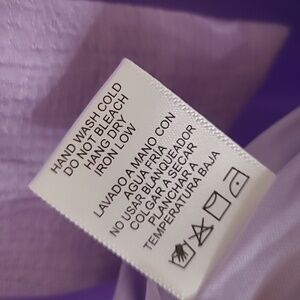 HAND WASH COLD
DO NOT BLEACH
HANG DRY
IRON LOW
LAVADO A MANO CON
AGUA FRÍA
NO USAR BLANQUEADOR
COLGAR A SECAR
PLANCHAR A
TEMPERATURA BAJA